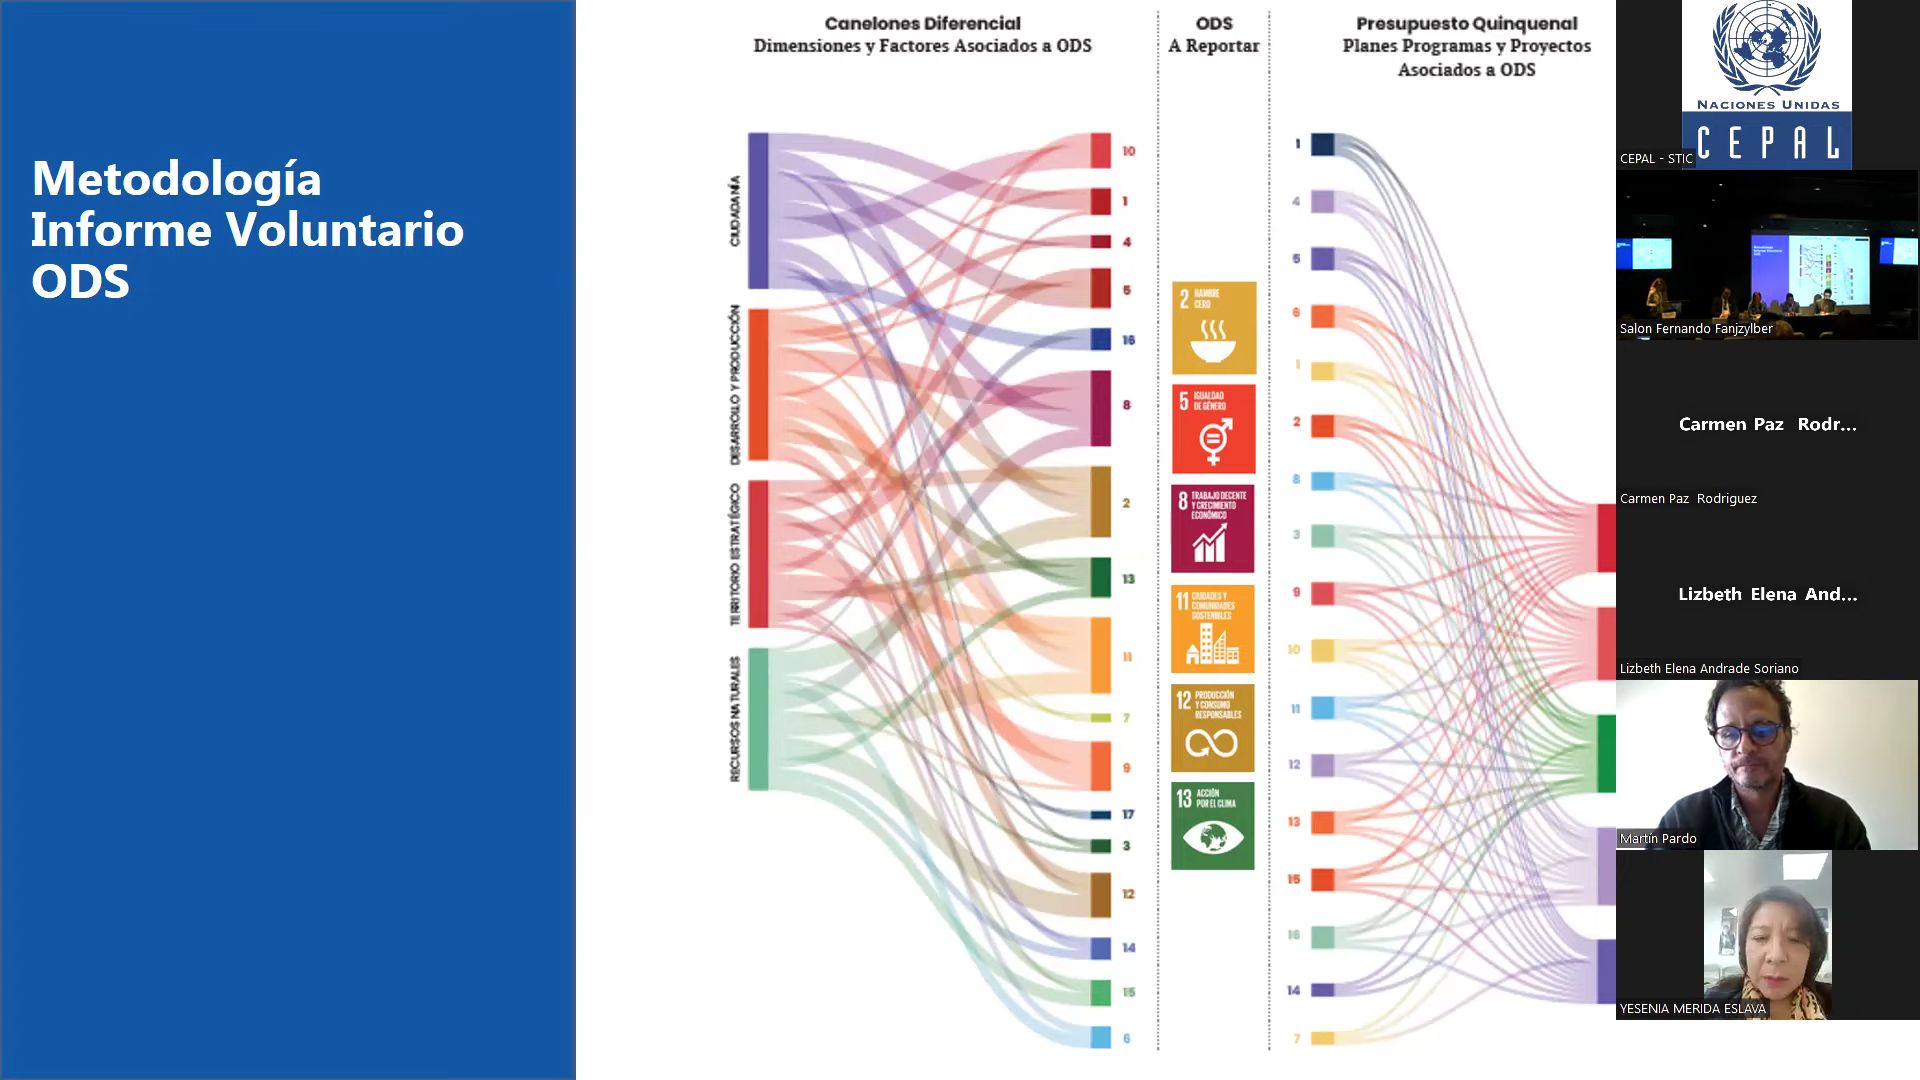 Metodología
Informe Voluntario
ODS
Canelones Diferencial
Dimensiones y Factores Asociados a ODS
CIUDADANÍA
DESARROLLO Y PRODUCCIÓN
TERRITORIO ESTRATÉGICO
RECURSOS NATURALES
10
1
4
5
16
8
2
13
11
7
9
17
3
12
14
15
6
ODS
A Reportar
2 HAMBRE
CERO
5 IGUALDAD
DE GÉNERO
8 TRABAJO DECENTE
Y CRECIMIENTO
ECONÓMICO
11 CIUDADES Y
COMUNIDADES
SOSTENIBLES
12 PRODUCCIÓN
Y CONSUMO
RESPONSABLES
13 ACCIÓN
POR EL CLIMA
Presupuesto Quinquenal
Planes Programas y Proyectos
Asociados a ODS
1
4
5
6
1
2
8
3
9
10
11
12
13
15
16
14
7
NACIONES UNIDAS
CEPAL
CEPAL - STIC
Salon Fernando Fanjzylber
Carmen Paz Rodr...
Carmen Paz Rodriguez
Lizbeth Elena And...
Lizbeth Elena Andrade Soriano
Martín Pardo
YESENIA MERIDA ESLAVA